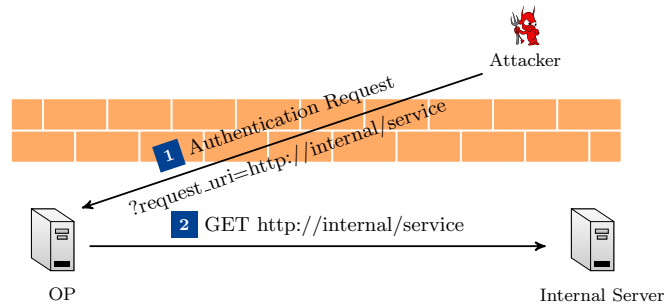 Attacker
1 Authentication Request
?request_uri=http://internal/service
2 GET http://internal/service
OP
Internal Server